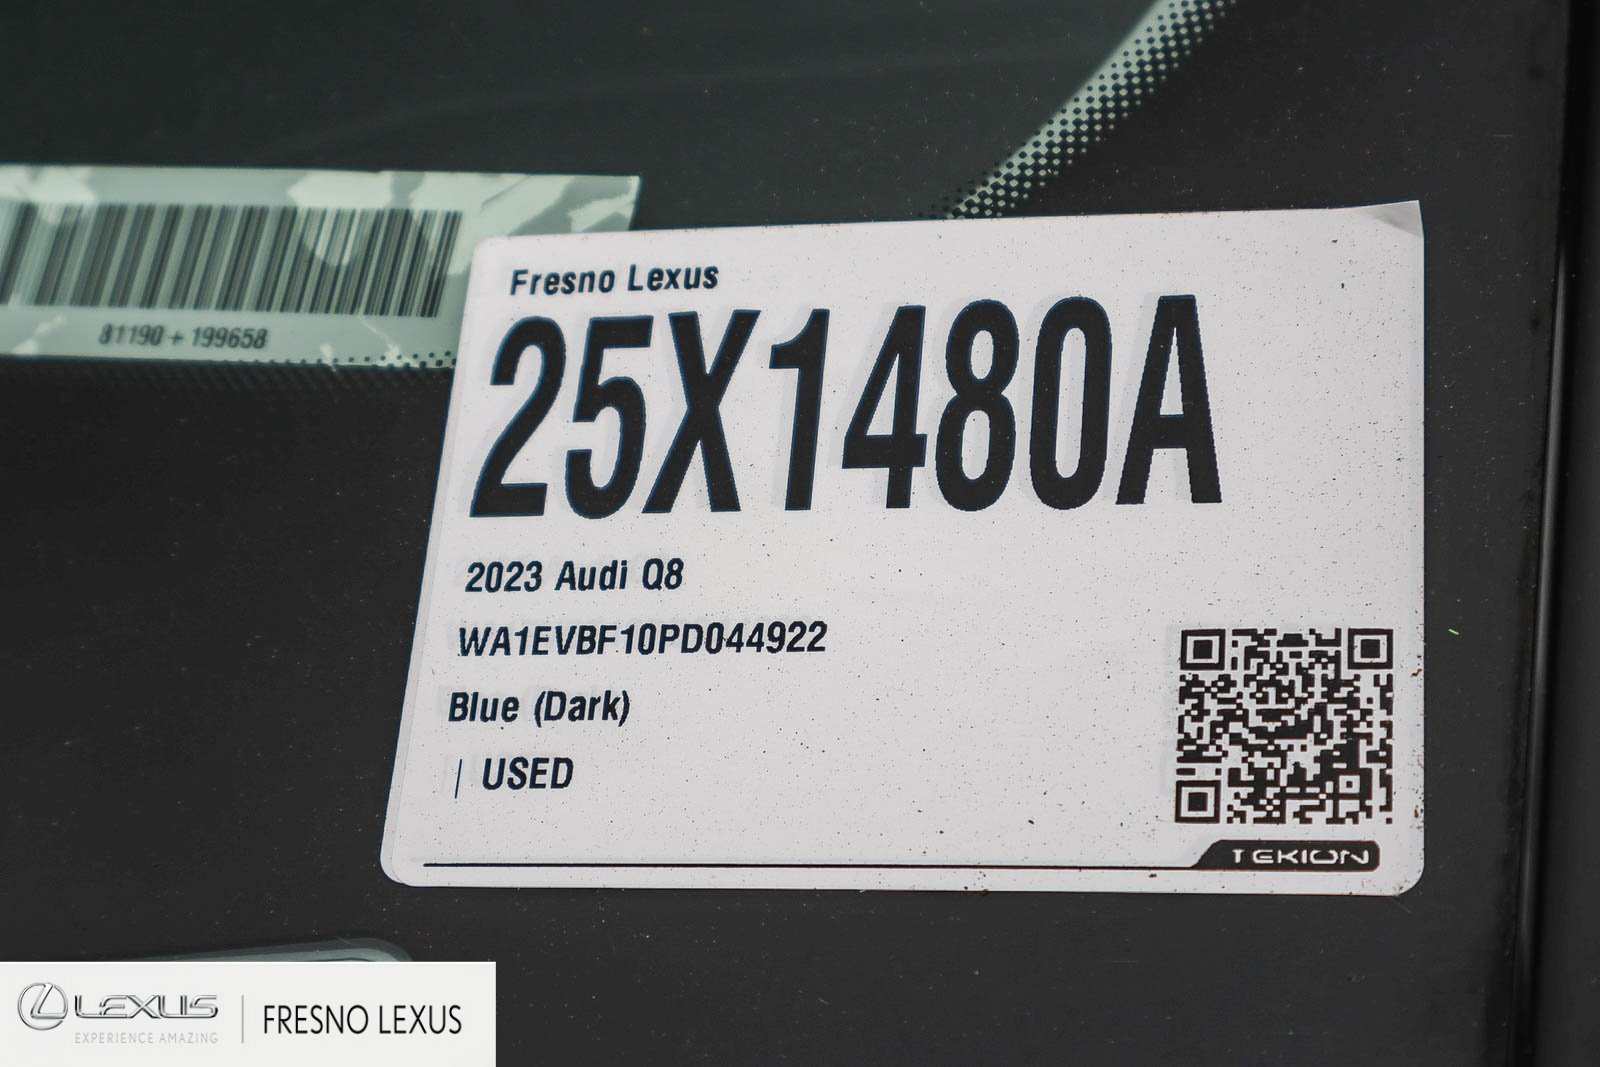 81190 + 199658
Fresno Lexus
25X1480A
2023 Audi Q8
WA1EVBF10PD044922
Blue (Dark)
| USED
TEKION
LEXUS
EXPERIENCE AMAZING
FRESNO LEXUS